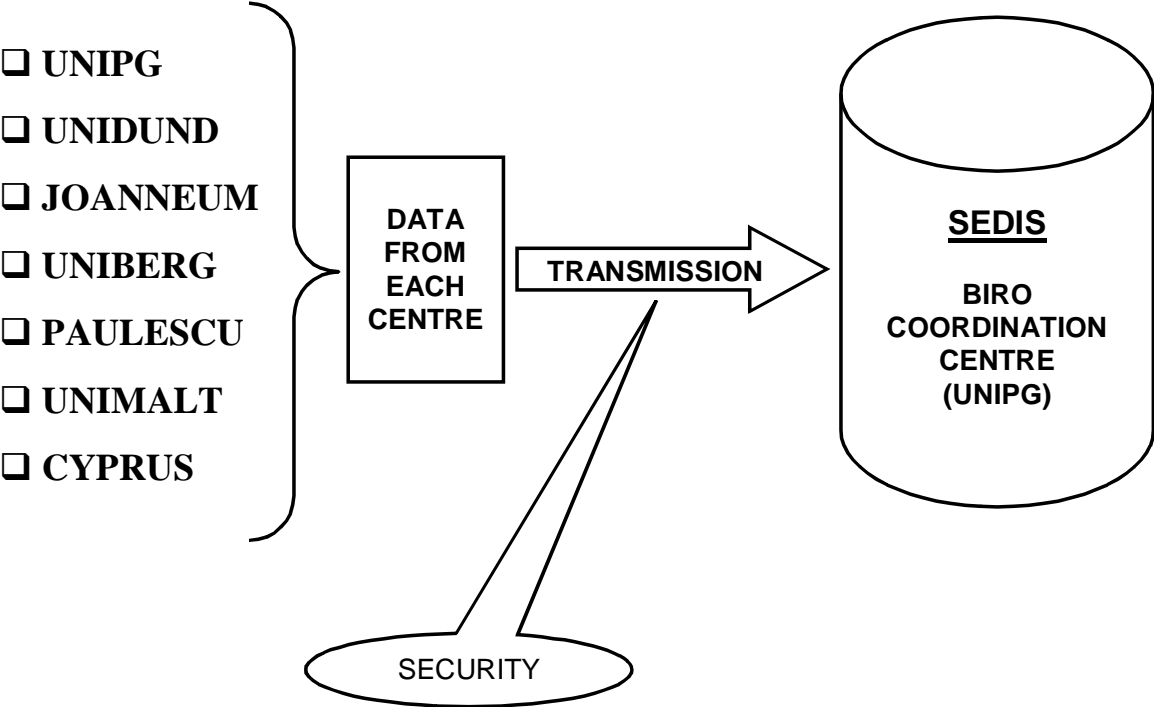 ❑ UNIPG
❑ UNIDUND
❑ JOANNEUM
❑ UNIBERG
❑ PAULESCU
❑ UNIMALT
❑ CYPRUS
DATA
FROM
EACH
CENTRE
TRANSMISSION
SEDIS
BIRO
COORDINATION
CENTRE
(UNIPG)
SECURITY